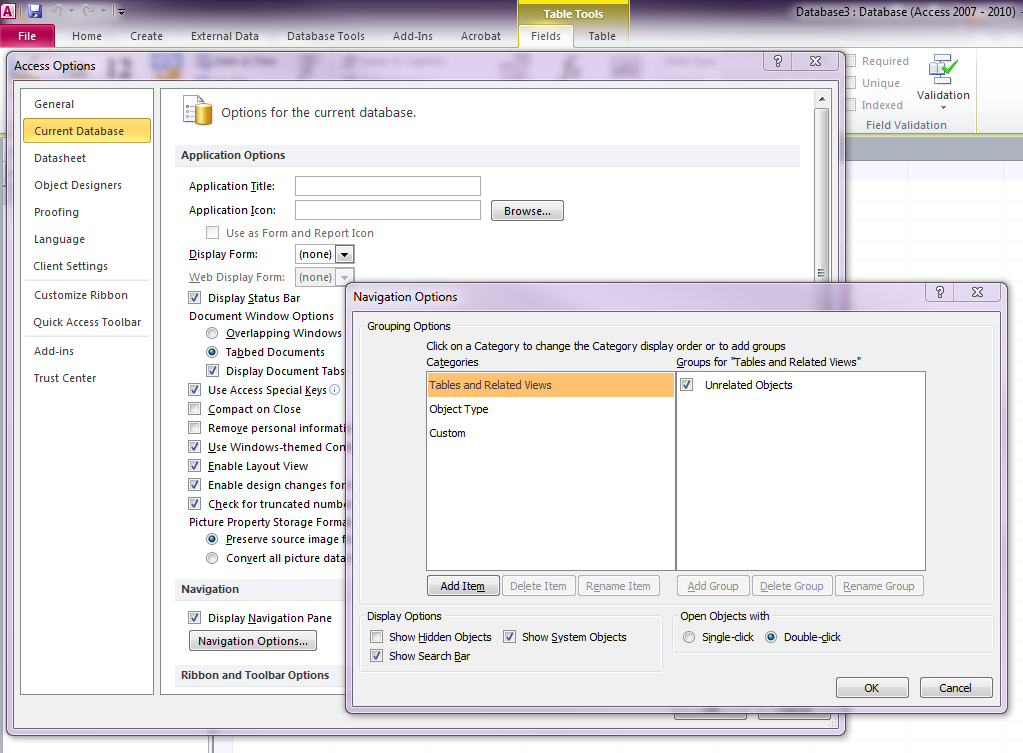 Table Tools
Database3 : Database (Access 2007 - 2010)
File Home Create External Data Database Tools Add-Ins Acrobat Fields Table
Access Options
Required
Unique
Indexed
Validation
Field Validation
General
Current Database
Datasheet
Object Designers
Proofing
Language
Client Settings
Customize Ribbon
Quick Access Toolbar
Add-ins
Trust Center
Options for the current database.
Application Options
Application Title:
Application Icon: Browse...
Use as Form and Report Icon
Display Form: (none)
Web Display Form: (none)
Display Status Bar
Document Window Options
Overlapping Windows
Tabbed Documents
Display Document Tabs
Use Access Special Keys
Compact on Close
Remove personal informati
Use Windows-themed Con
Enable Layout View
Enable design changes for
Check for truncated numbe
Picture Property Storage Forma
Preserve source image f
Convert all picture data
Navigation
Display Navigation Pane
Navigation Options...
Ribbon and Toolbar Options
Navigation Options
Grouping Options
Click on a Category to change the Category display order or to add groups
Categories Groups for "Tables and Related Views"
Tables and Related Views Unrelated Objects
Object Type
Custom
Add Item Delete Item Rename Item Add Group Delete Group Rename Group
Display Options
Show Hidden Objects Show System Objects
Show Search Bar
Open Objects with
Single-click Double-click
OK Cancel